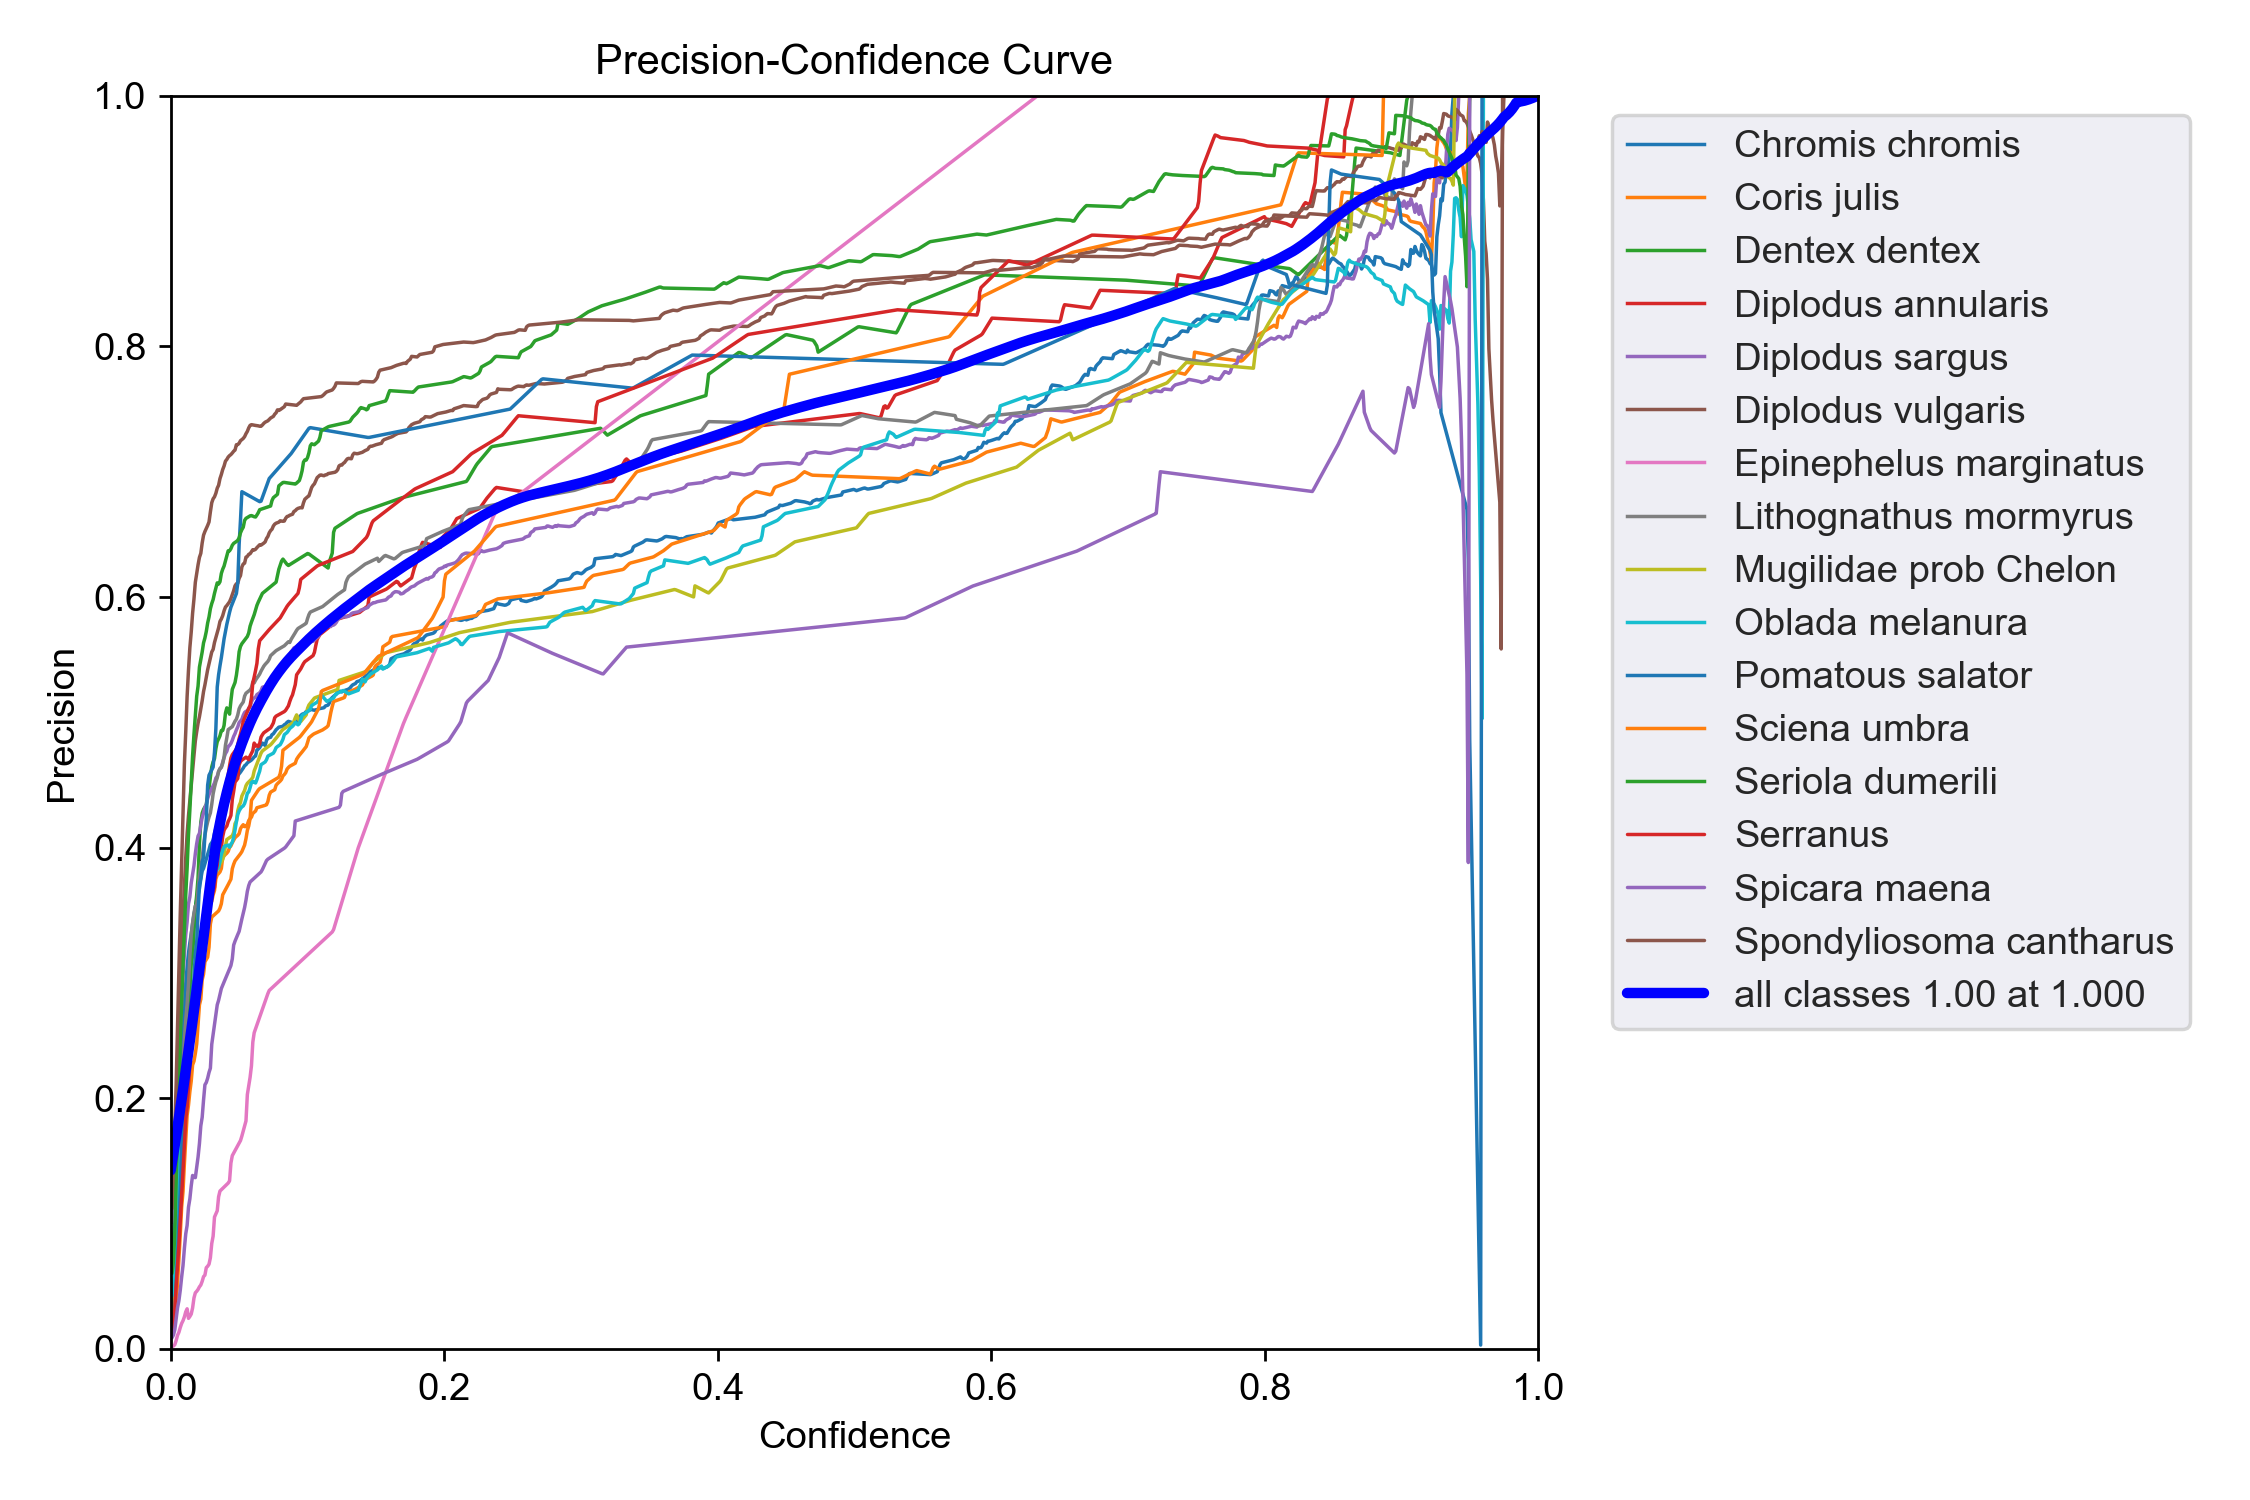 Precision-Confidence Curve
1.0
0.8
0.6
0.4
0.2
0.0
Precision
0.0 0.2 0.4 0.6 0.8 1.0
Confidence
Chromis chromis
Coris julis
Dentex dentex
Diplodus annularis
Diplodus sargus
Diplodus vulgaris
Epinephelus marginatus
Lithognathus mormyrus
Mugilidae prob Chelon
Oblada melanura
Pomatous salator
Sciena umbra
Seriola dumerili
Serranus
Spicara maena
Spondyliosoma cantharus
all classes 1.00 at 1.000